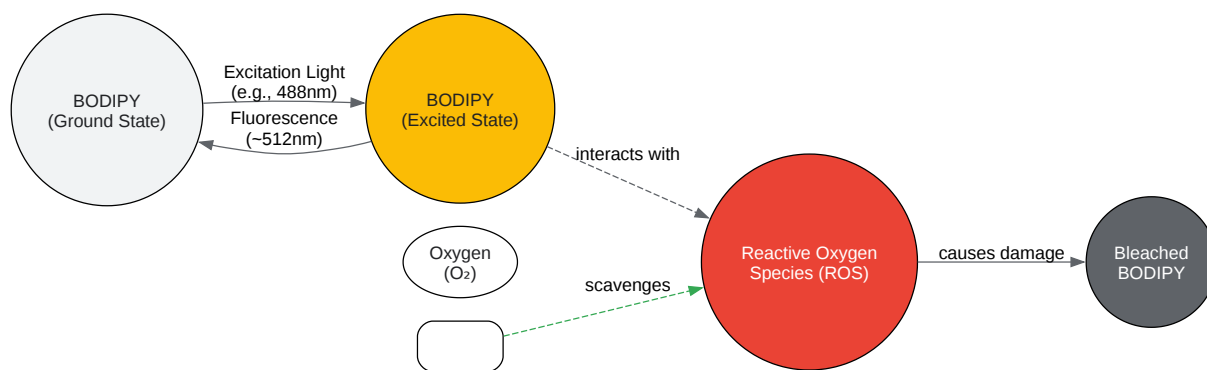 BODIPY
(Ground State)
Excitation Light
(e.g., 488nm)
Fluorescence
(~512nm)
BODIPY
(Excited State)
interacts with
Oxygen
(O₂)
scavenges
Reactive Oxygen
Species (ROS)
causes damage
Bleached
BODIPY